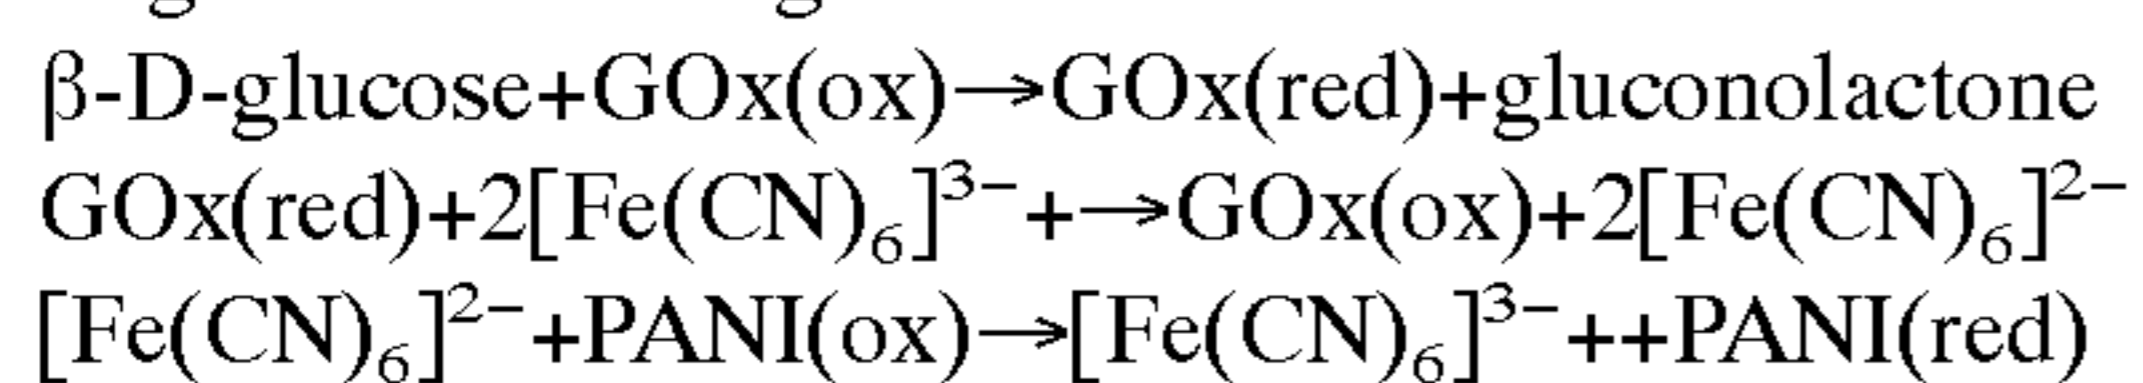 β-D-glucose+GOx(ox)→GOx(red)+gluconolactone
GOx(red)+2[Fe(CN)₆]³⁻+→GOx(ox)+2[Fe(CN)₆]²⁻
[Fe(CN)₆]²⁻+PANI(ox)→[Fe(CN)₆]³⁻++PANI(red)